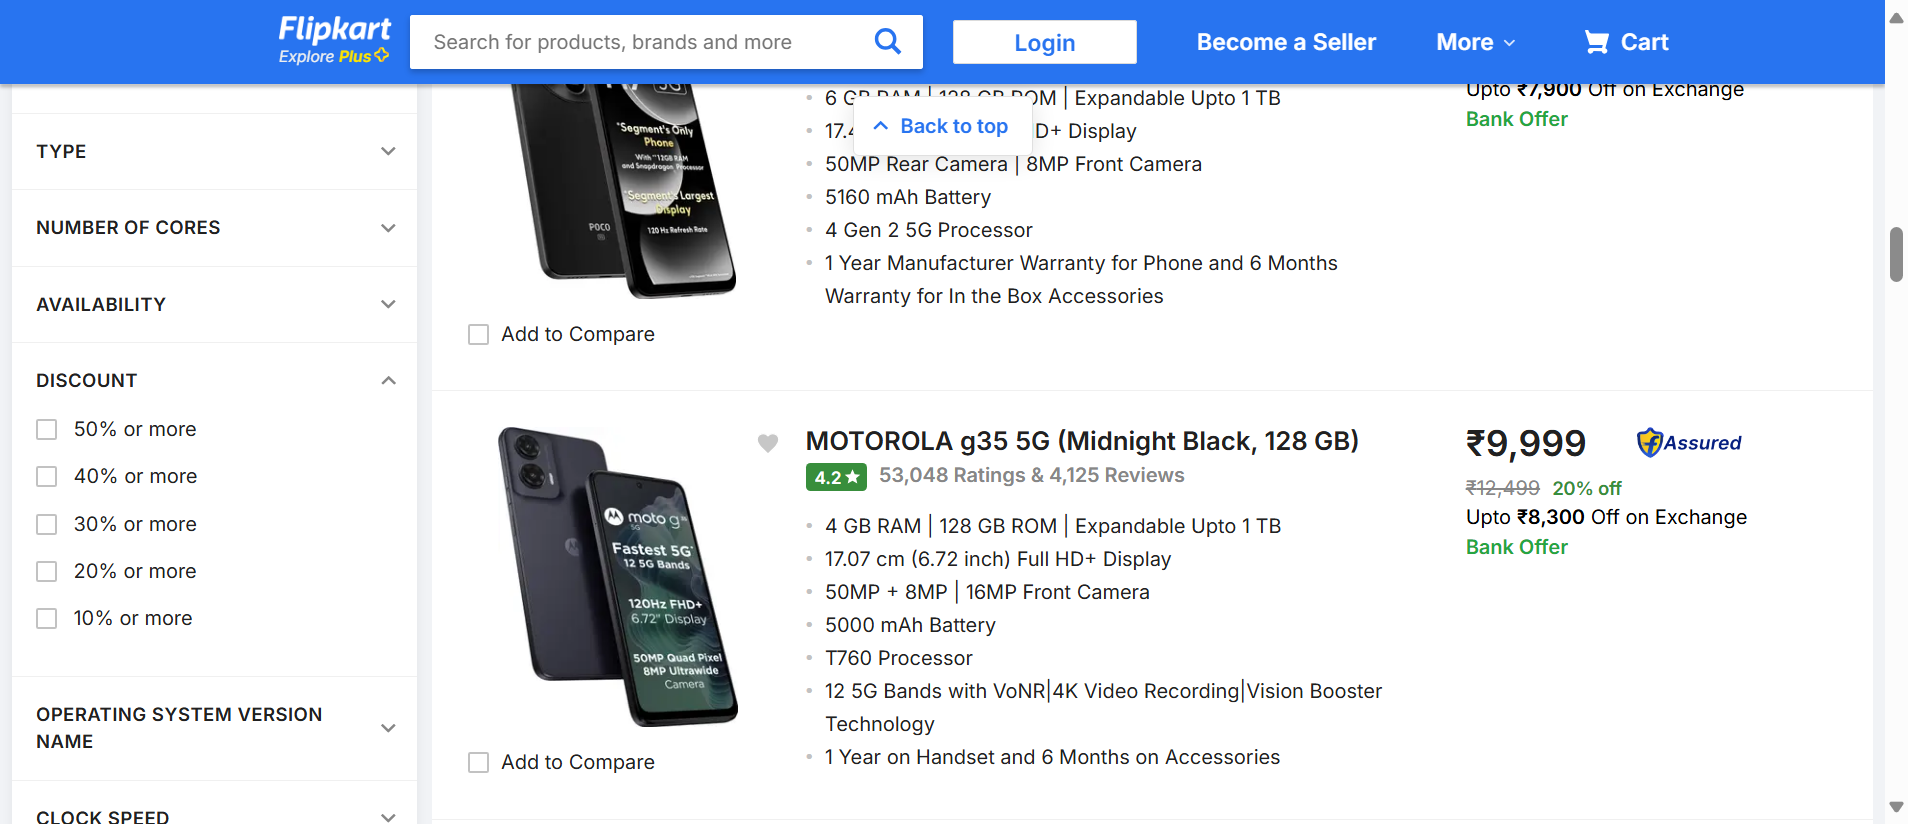 Flipkart
Explore Plus
Search for products, brands and more
Login
Become a Seller
More
Cart
TYPE
NUMBER OF CORES
AVAILABILITY
DISCOUNT
50% or more
40% or more
30% or more
20% or more
10% or more
OPERATING SYSTEM VERSION
NAME
CLOCK SPEED
Back to top
"Segment's Only
Phone
With "12GB RAM
and Snapdragon Processor
"Segment's Largest
Display
120 Hz Refresh Rate
POCO
5G
Add to Compare
6 GB RAM | 128 GB ROM | Expandable Upto 1 TB
17.4 D+ Display
50MP Rear Camera | 8MP Front Camera
5160 mAh Battery
4 Gen 2 5G Processor
1 Year Manufacturer Warranty for Phone and 6 Months
Warranty for In the Box Accessories
Upto ₹7,900 Off on Exchange
Bank Offer
moto g35
5G
Fastest 5G*
12 5G Bands
120Hz FHD+
6.72" Display
50MP Quad Pixel
8MP Ultrawide
Camera
Add to Compare
MOTOROLA g35 5G (Midnight Black, 128 GB)
4.2★ 53,048 Ratings & 4,125 Reviews
4 GB RAM | 128 GB ROM | Expandable Upto 1 TB
17.07 cm (6.72 inch) Full HD+ Display
50MP + 8MP | 16MP Front Camera
5000 mAh Battery
T760 Processor
12 5G Bands with VoNR|4K Video Recording|Vision Booster
Technology
1 Year on Handset and 6 Months on Accessories
₹9,999
Assured
₹12,499 20% off
Upto ₹8,300 Off on Exchange
Bank Offer